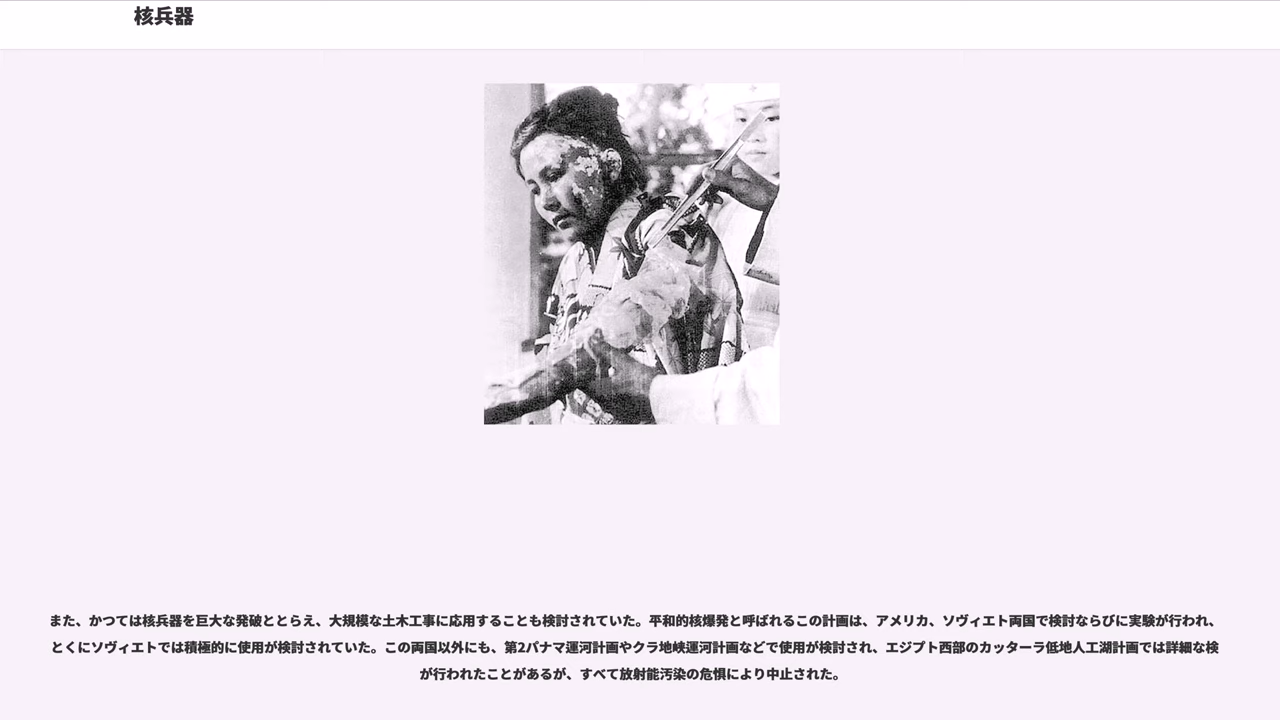 核兵器
また、かつては核兵器を巨大な発破ととらえ、大規模な土木工事に応用することも検討されていた。平和的核爆発と呼ばれるこの計画は、アメリカ、ソヴィエト両国で検討ならびに実験が行われ、
とくにソヴィエトでは積極的に使用が検討されていた。この両国以外にも、第2パナマ運河計画やクラ地峡運河計画などで使用が検討され、エジプト西部のカッターラ低地人工湖計画では詳細な検
が行われたことがあるが、すべて放射能汚染の危惧により中止された。